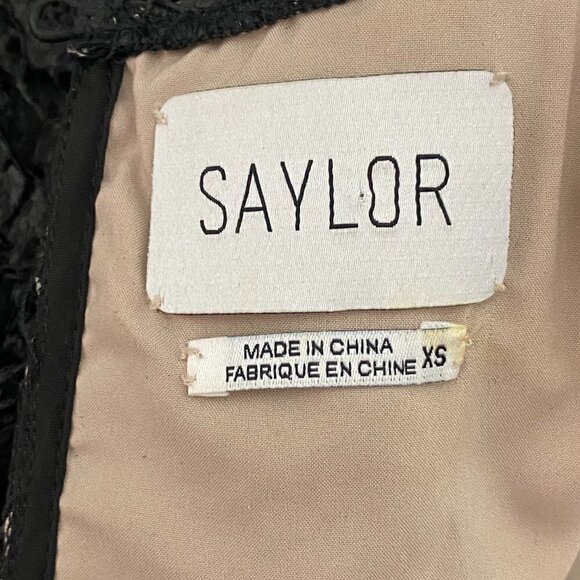 SAYLOR
MADE IN CHINA
FABRIQUE EN CHINE XS